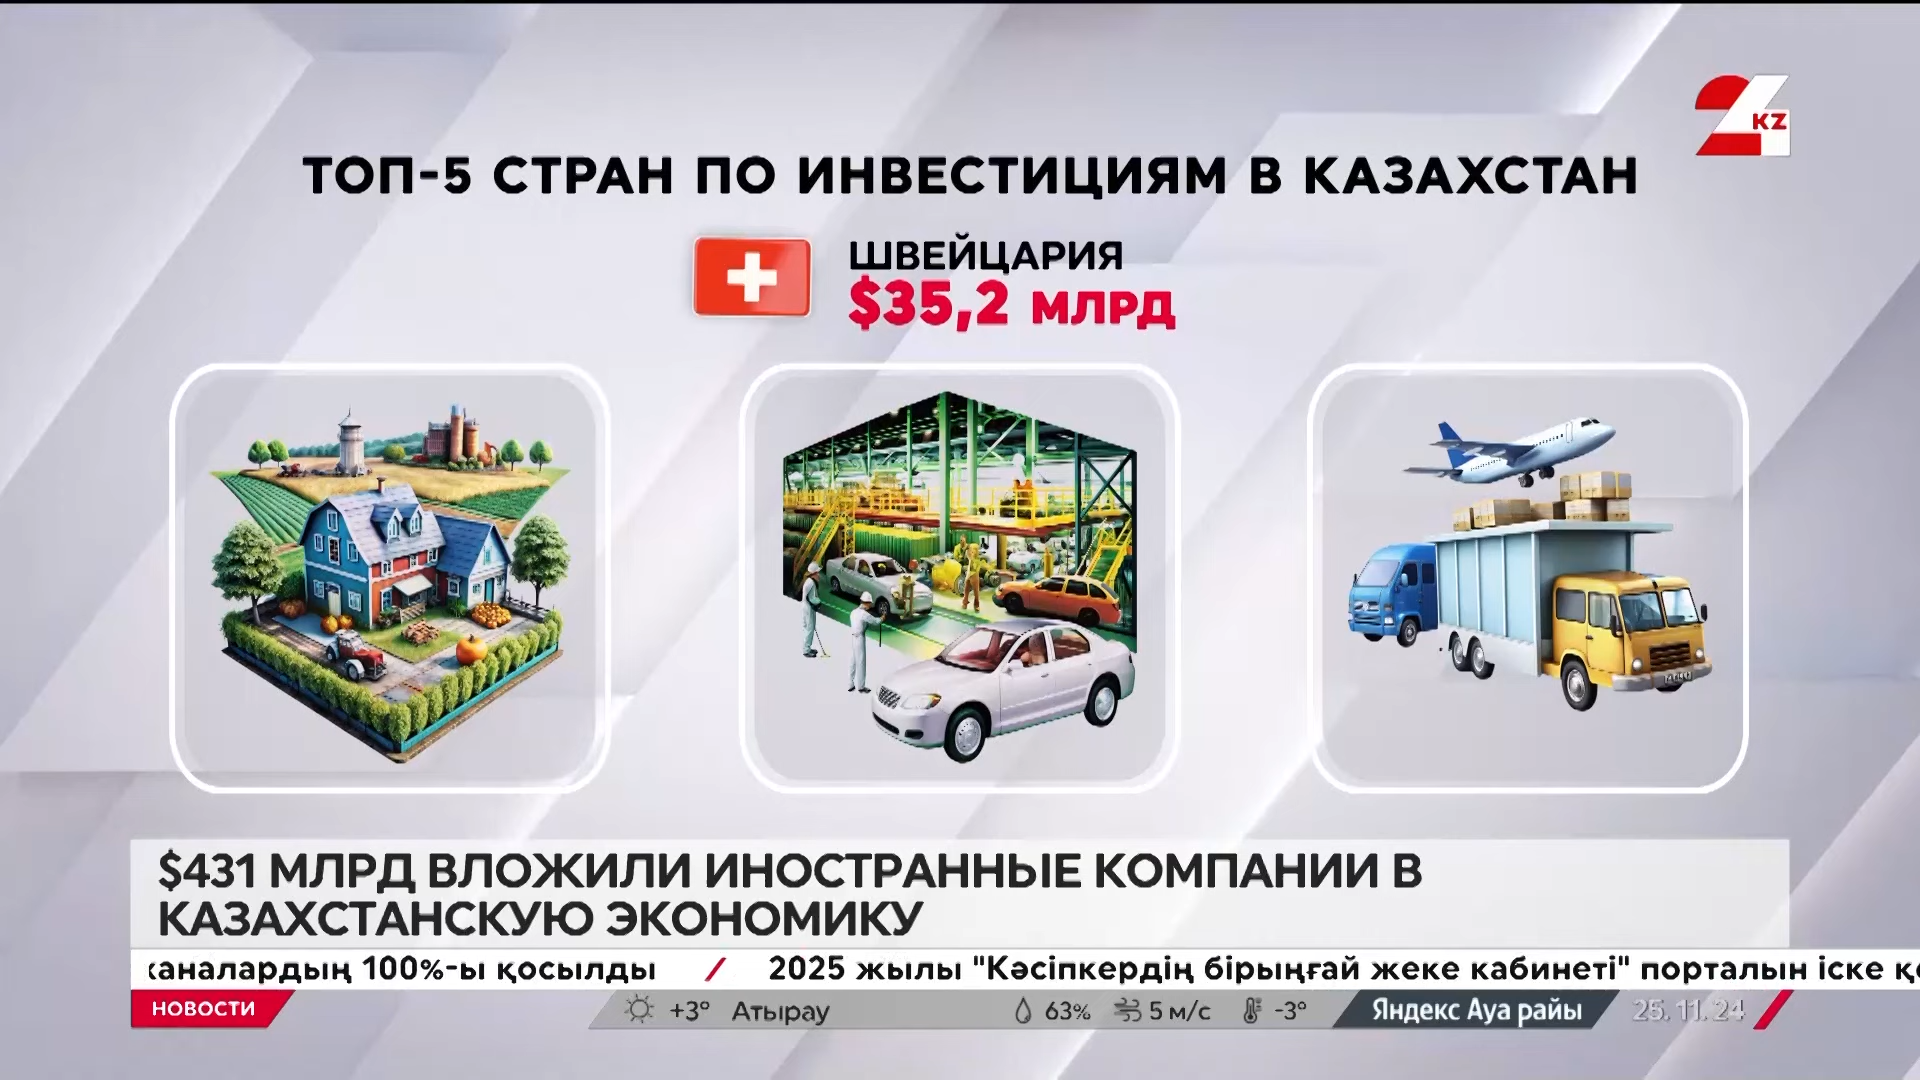 24 KZ
ТОП-5 СТРАН ПО ИНВЕСТИЦИЯМ В КАЗАХСТАН
ШВЕЙЦАРИЯ
$35,2 МЛРД
$431 МЛРД ВЛОЖИЛИ ИНОСТРАННЫЕ КОМПАНИИ В
КАЗАХСТАНСКУЮ ЭКОНОМИКУ
каналардың 100%-ы қосылды / 2025 жылы "Кәсіпкердің бірыңғай жеке кабинеті" порталын іске
НОВОСТИ +3° Атырау 63% 5 м/с -3° Яндекс Ауа райы 25.11.24